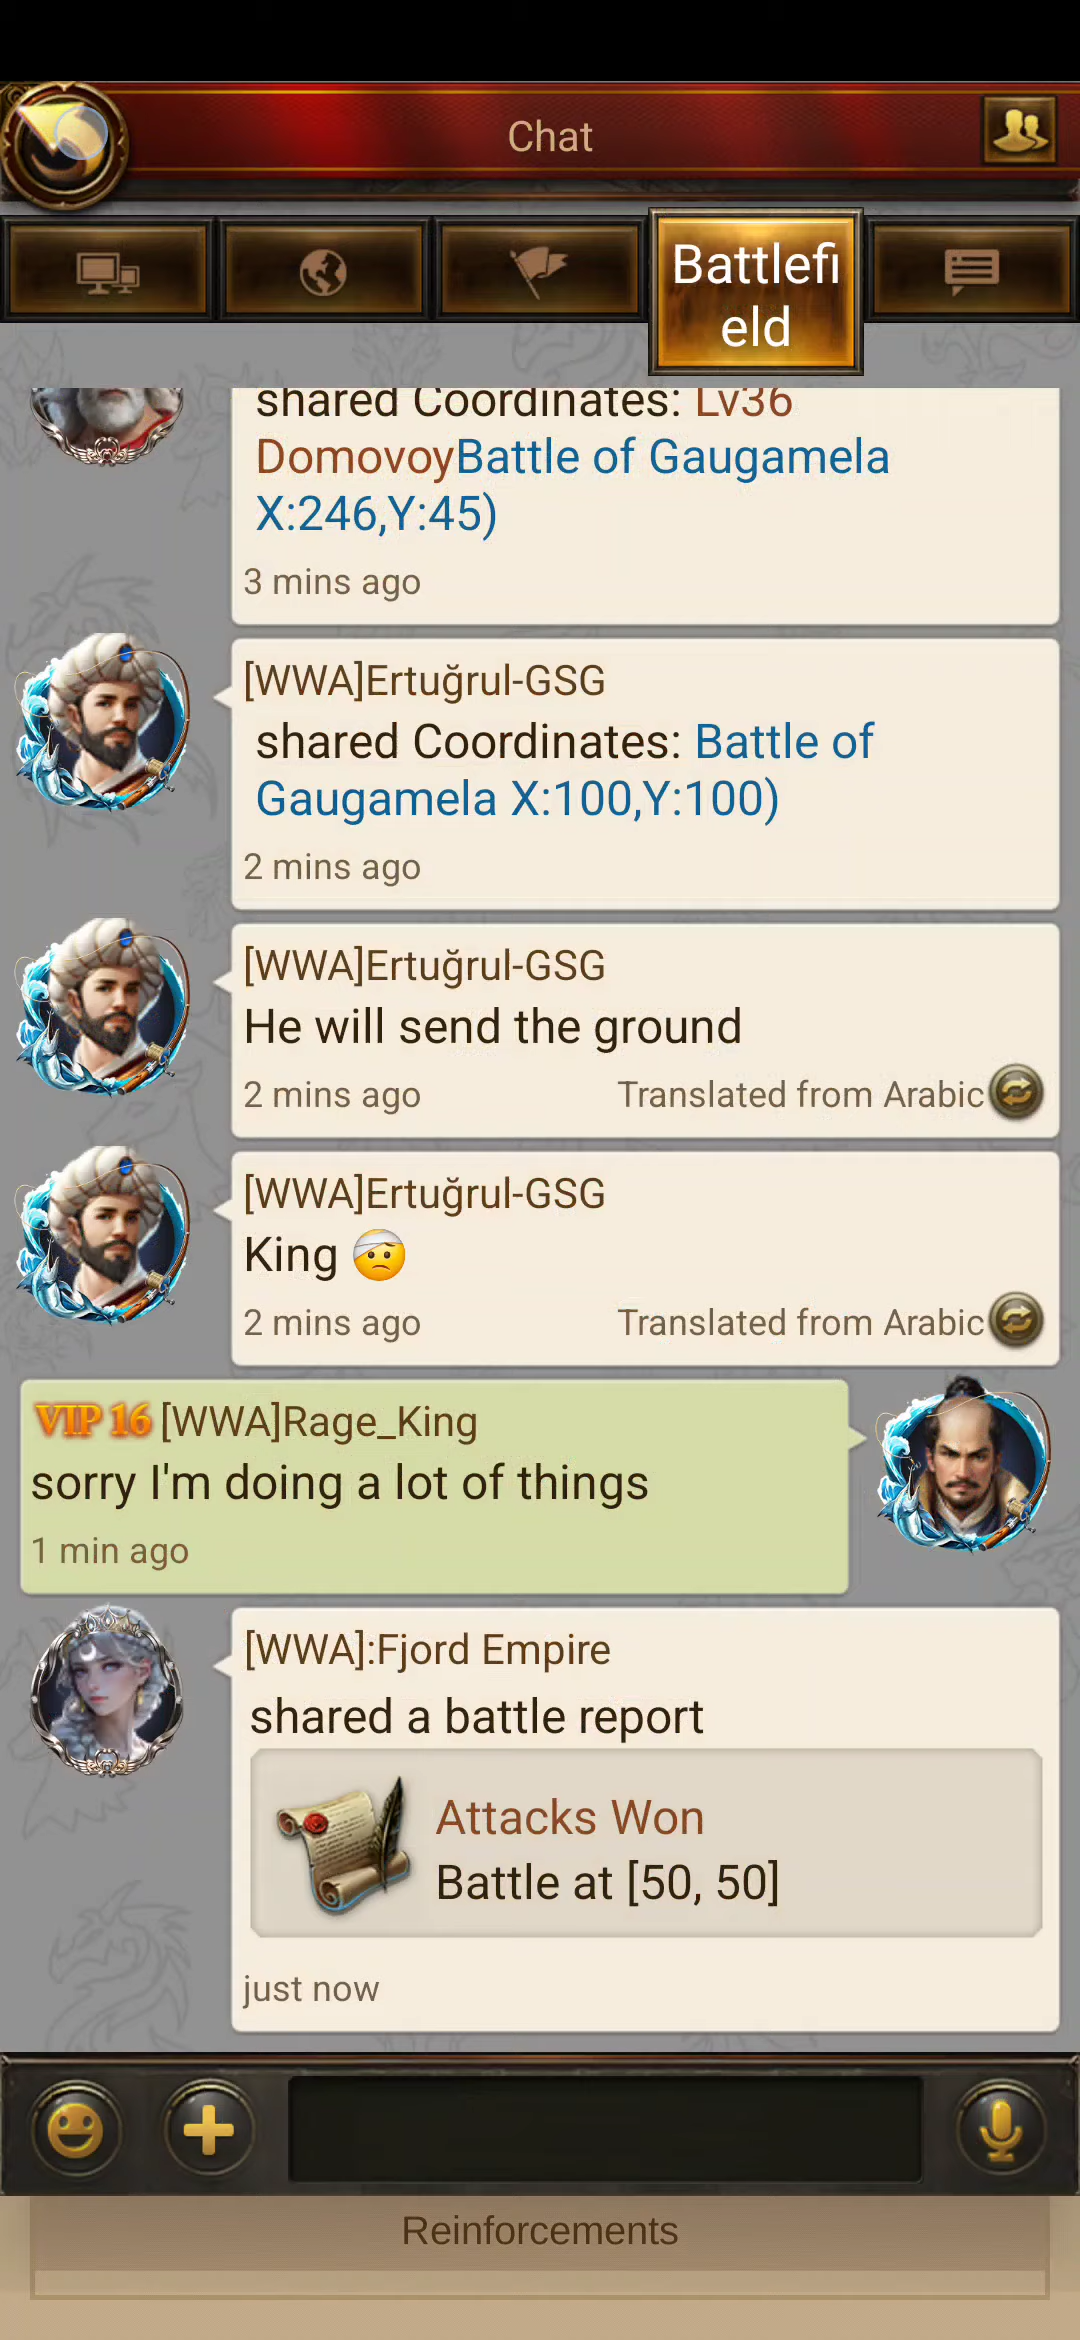 Chat
Battlefi
eld
shared Coordinates: Lv36
DomovoyBattle of Gaugamela
X:246,Y:45)
3 mins ago
[WWA]Ertuğrul-GSG
shared Coordinates: Battle of
Gaugamela X:100,Y:100)
2 mins ago
[WWA]Ertuğrul-GSG
He will send the ground
2 mins ago Translated from Arabic
[WWA]Ertuğrul-GSG
King 🤕
2 mins ago Translated from Arabic
VIP 16 [WWA]Rage_King
sorry I'm doing a lot of things
1 min ago
[WWA]:Fjord Empire
shared a battle report
Attacks Won
Battle at [50, 50]
just now
Reinforcements